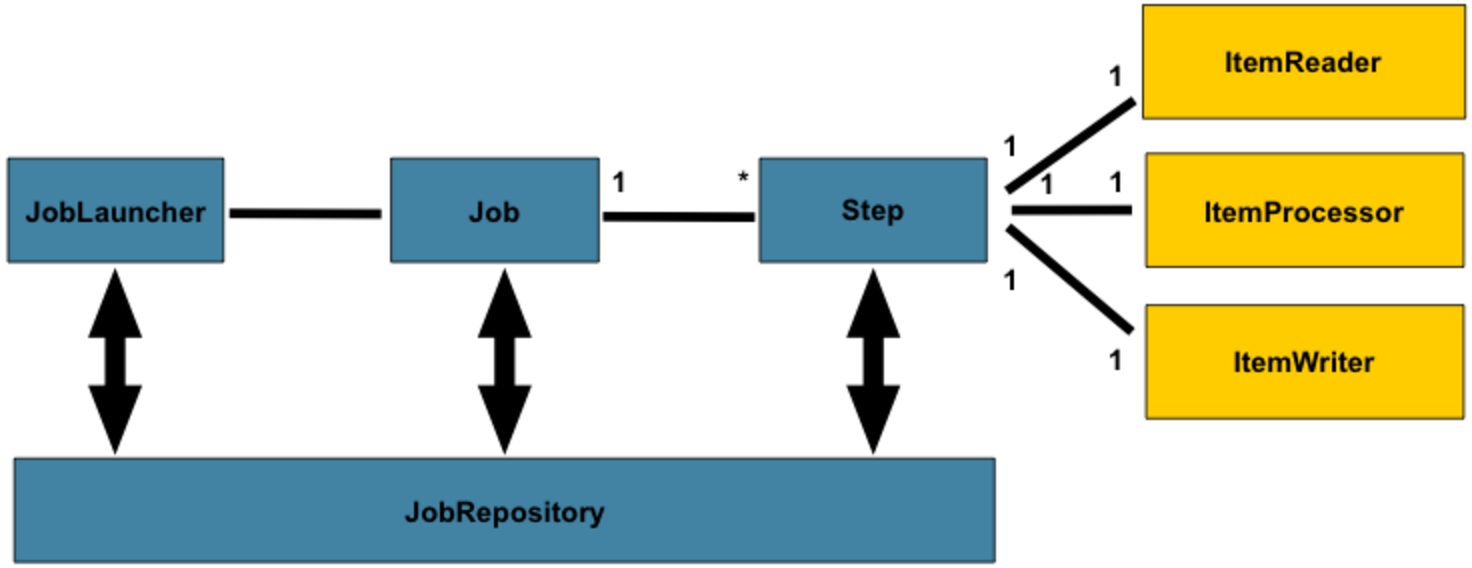 ItemReader
1
1
JobLauncher
Job
1
*
Step
1
1
ItemProcessor
1
1
ItemWriter
JobRepository